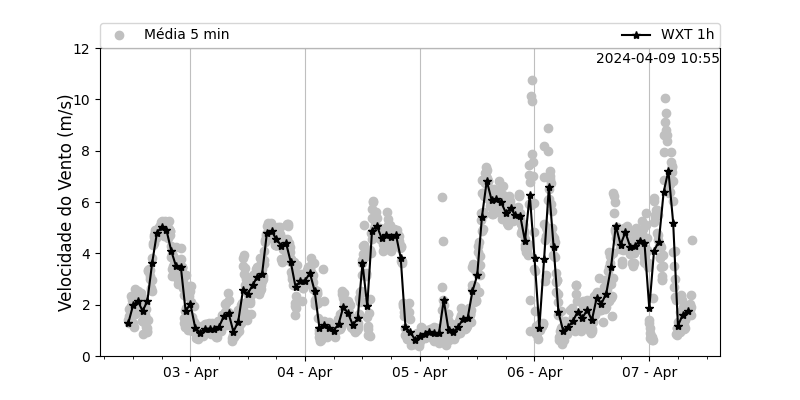 Média 5 min
WXT 1h
2024-04-09 10:55
Velocidade do Vento (m/s)
12
10
8
6
4
2
0
03 - Apr
04 - Apr
05 - Apr
06 - Apr
07 - Apr